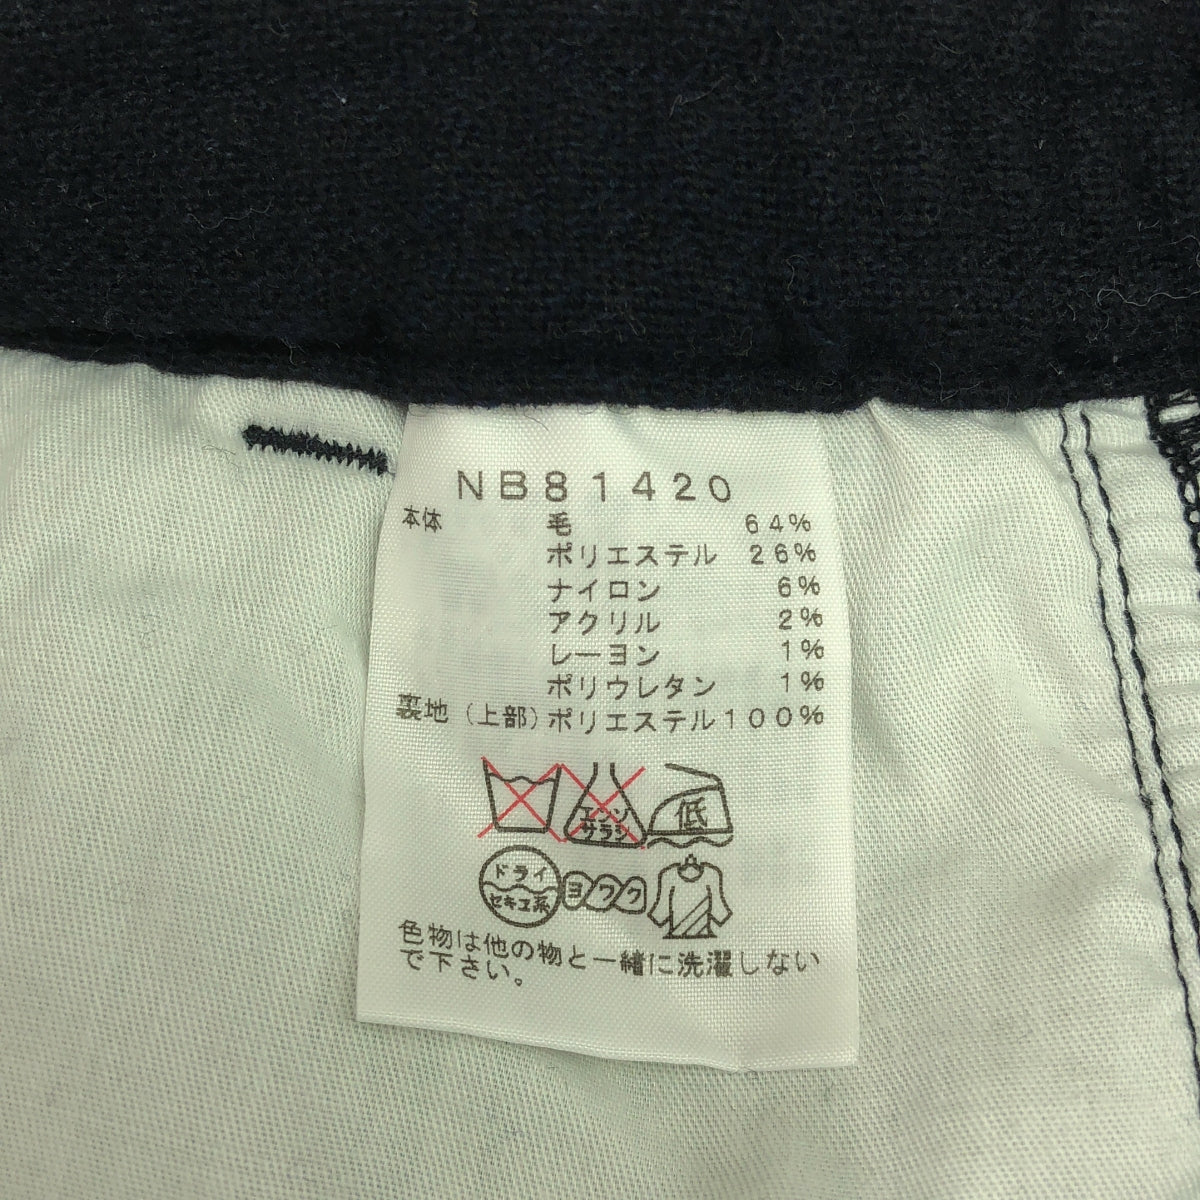 NB81420
本体 毛 64%
ポリエステル 26%
ナイロン 6%
アクリル 2%
レーヨン 1%
ポリウレタン 1%
裏地(上部)ポリエステル100%
エンソ サラシ 低
ドライ セキユ系 ヨワク
色物は他の物と一緒に洗濯しない
で下さい。